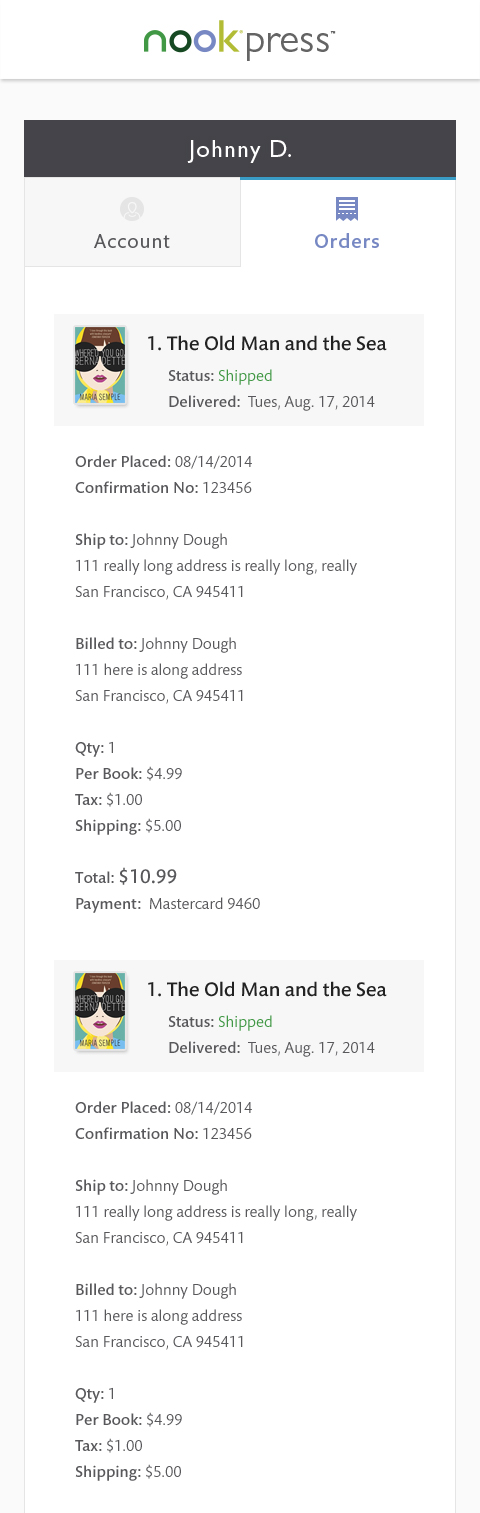 nookpress™
Johnny D.
Account
Orders
WHERE'D YOU GO
BERNADETTE
MARIA SEMPLE
1. The Old Man and the Sea
Status: Shipped
Delivered: Tues, Aug. 17, 2014
Order Placed: 08/14/2014
Confirmation No: 123456
Ship to: Johnny Dough
111 really long address is really long, really
San Francisco, CA 945411
Billed to: Johnny Dough
111 here is along address
San Francisco, CA 945411
Qty: 1
Per Book: $4.99
Tax: $1.00
Shipping: $5.00
Total: $10.99
Payment: Mastercard 9460
WHERE'D YOU GO
BERNADETTE
MARIA SEMPLE
1. The Old Man and the Sea
Status: Shipped
Delivered: Tues, Aug. 17, 2014
Order Placed: 08/14/2014
Confirmation No: 123456
Ship to: Johnny Dough
111 really long address is really long, really
San Francisco, CA 945411
Billed to: Johnny Dough
111 here is along address
San Francisco, CA 945411
Qty: 1
Per Book: $4.99
Tax: $1.00
Shipping: $5.00